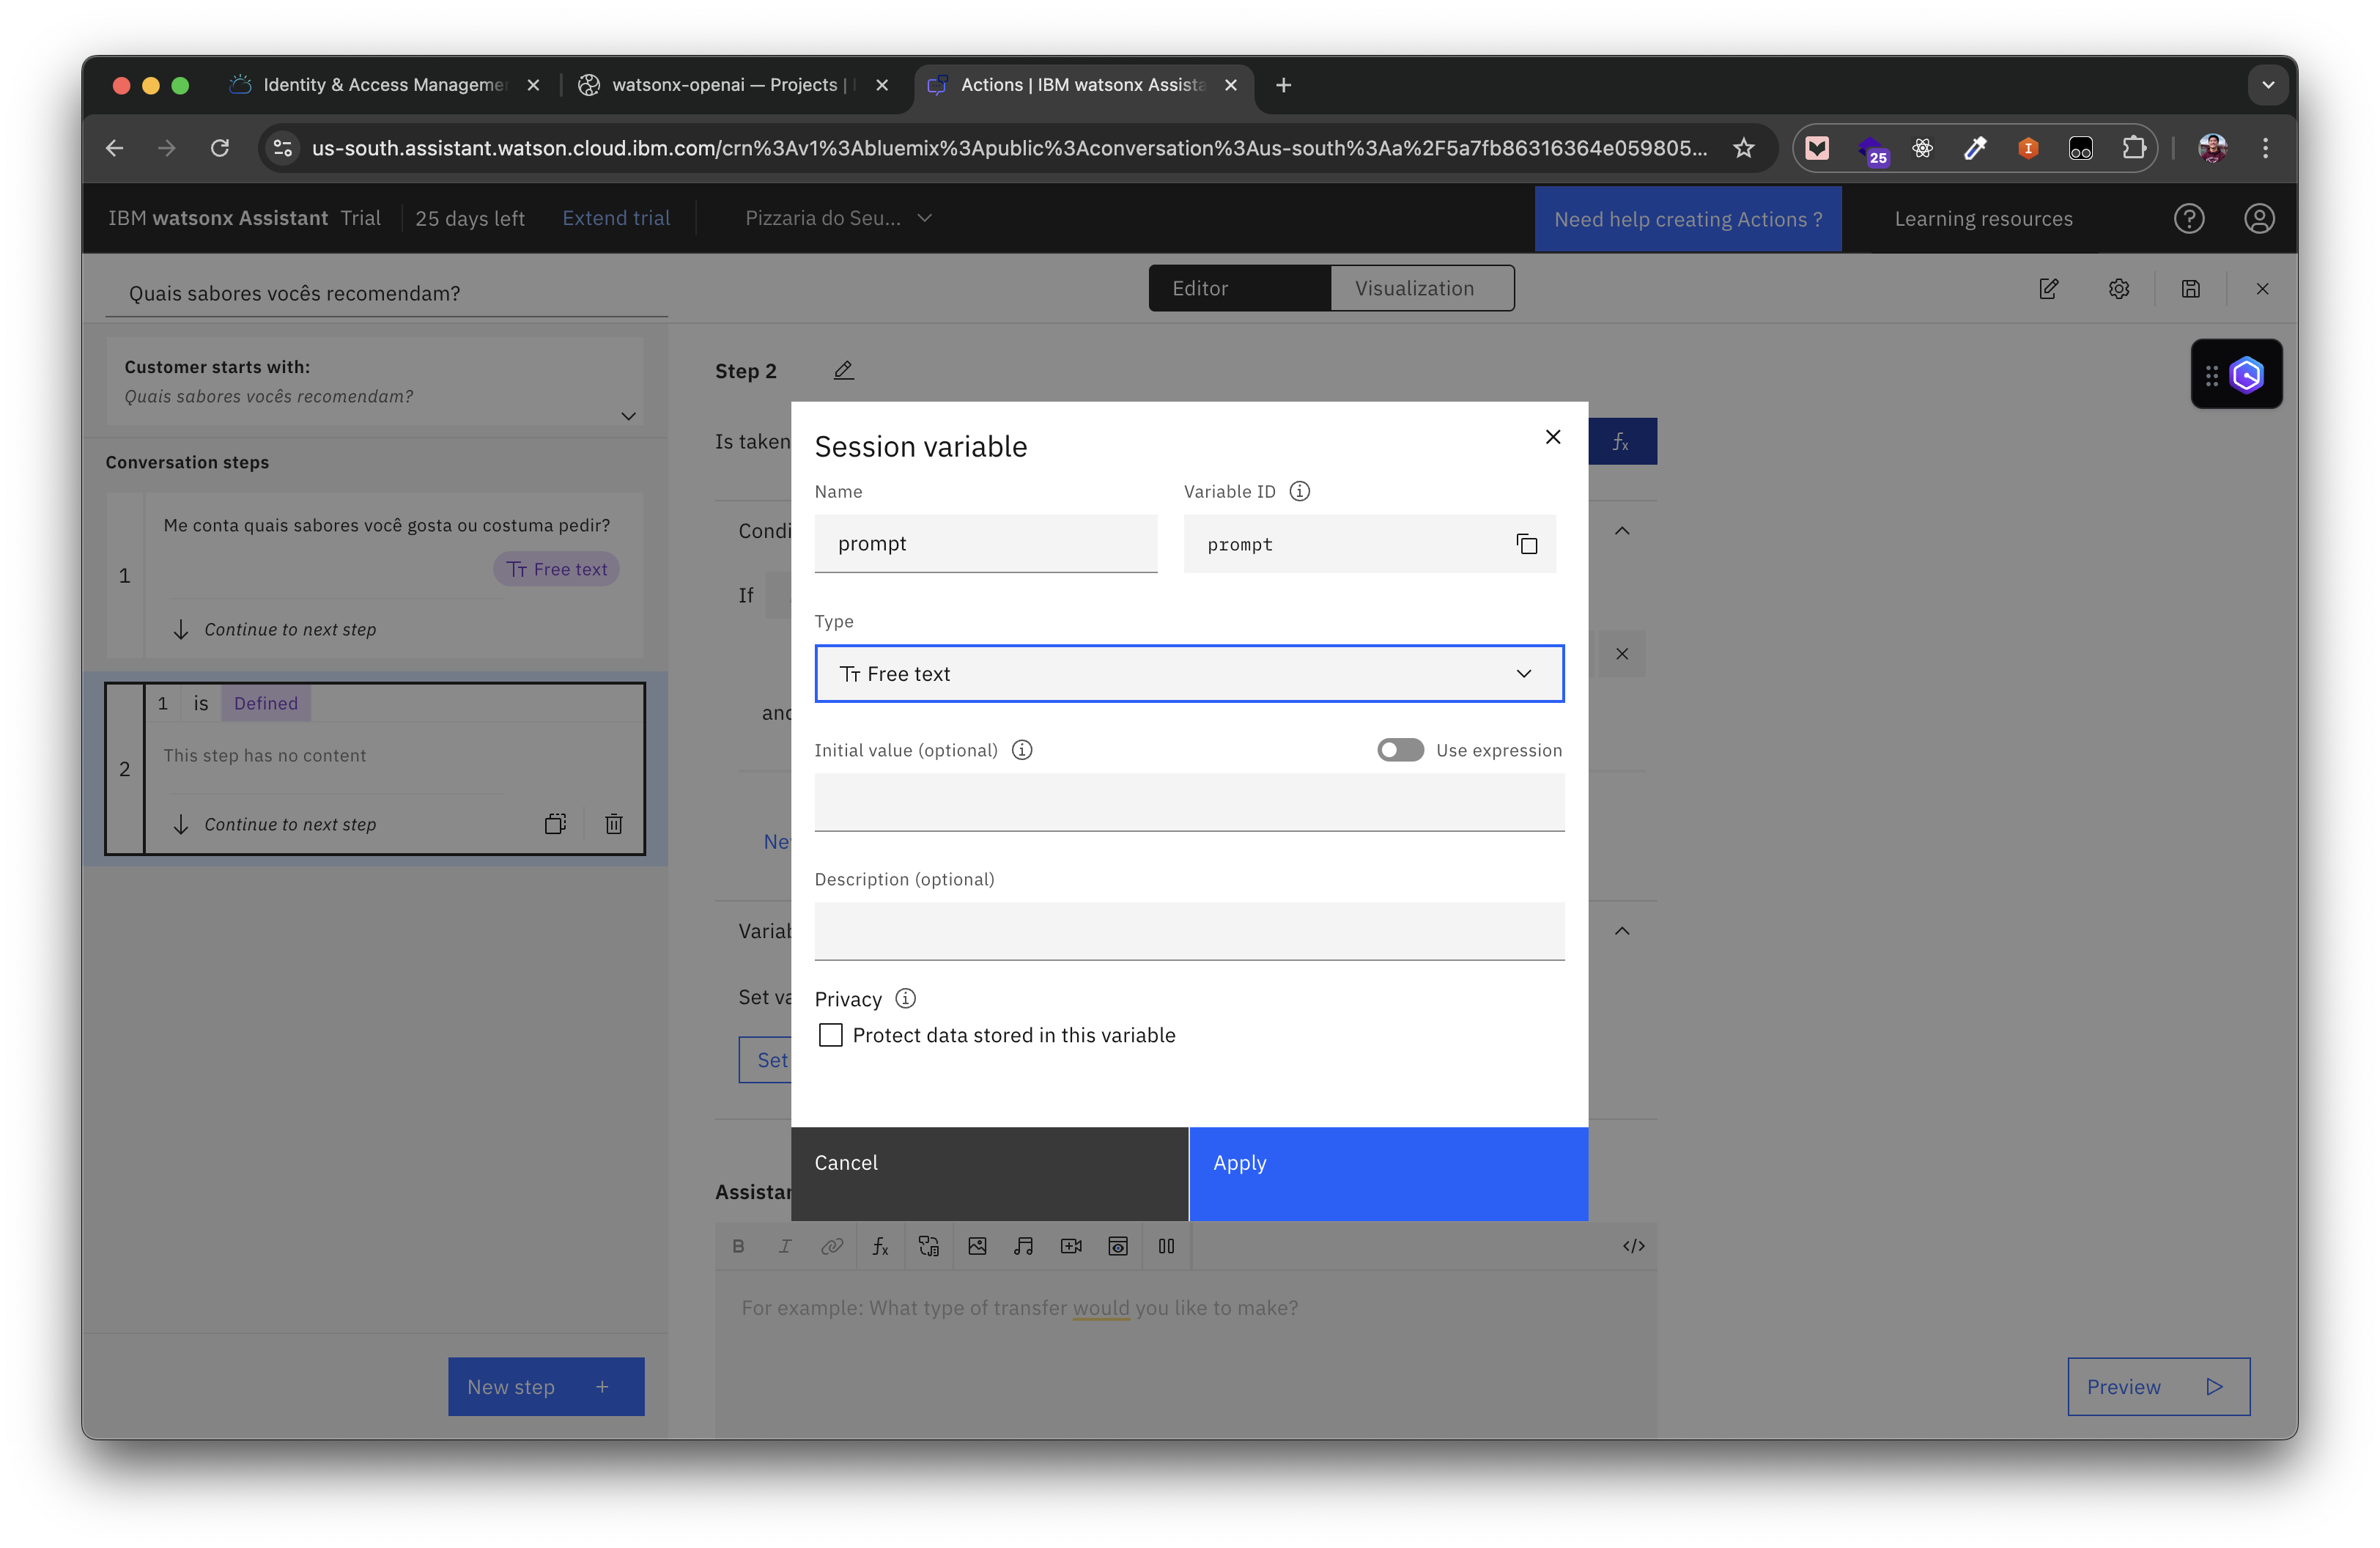 Identity & Access Managemen
watsonx-openai — Projects |
Actions | IBM watsonx Assista
us-south.assistant.watson.cloud.ibm.com/crn%3Av1%3Abluemix%3Apublic%3Aconversation%3Aus-south%3Aa%2F5a7fb86316364e059805...
25
IBM watsonx Assistant Trial
25 days left
Extend trial
Pizzaria do Seu...
Need help creating Actions ?
Learning resources
Quais sabores vocês recomendam?
Editor
Visualization
Customer starts with:
Quais sabores vocês recomendam?
Conversation steps
1
Me conta quais sabores você gosta ou costuma pedir?
Free text
Continue to next step
2
1 is Defined
This step has no content
Continue to next step
New step +
Step 2
Is taken
fx
Condi
If
and
Ne
Variab
Set va
Set
Assistan
Session variable
Name
prompt
Variable ID
prompt
Type
Free text
Initial value (optional)
Use expression
Description (optional)
Privacy
Protect data stored in this variable
Cancel
Apply
B I fx </>
For example: What type of transfer would you like to make?
Preview